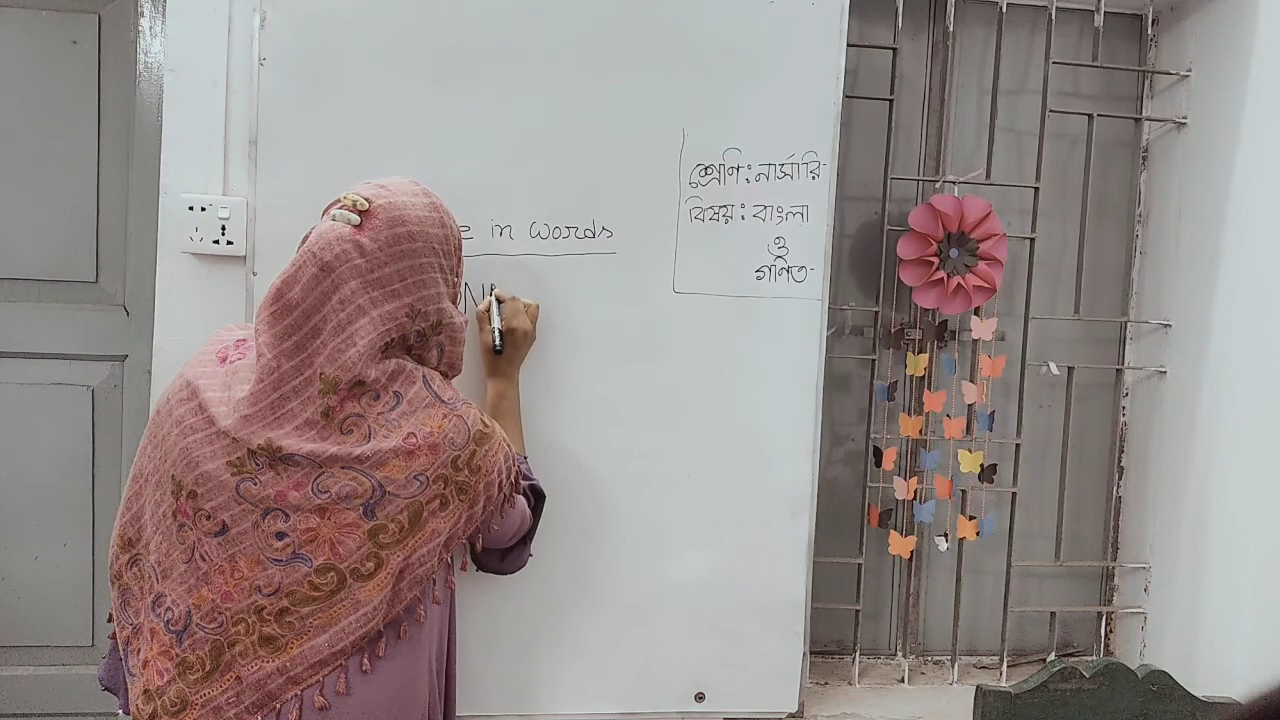 e in words
N
শ্রেণি: নার্সারি
বিষয়: বাংলা
ও
গণিত